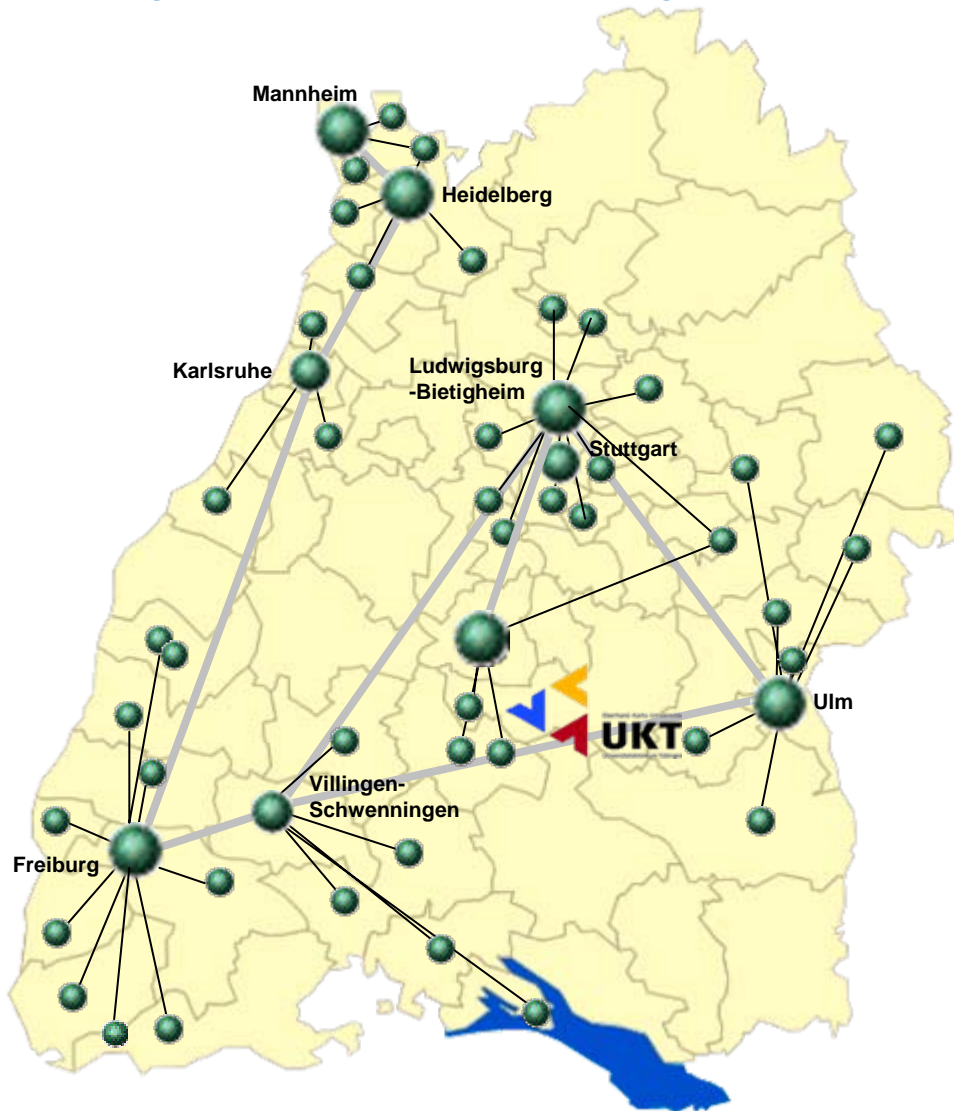 Mannheim
Heidelberg
Karlsruhe
Ludwigsburg
-Bietigheim
Stuttgart
Ulm
UKT
Villingen-
Schwenningen
Freiburg